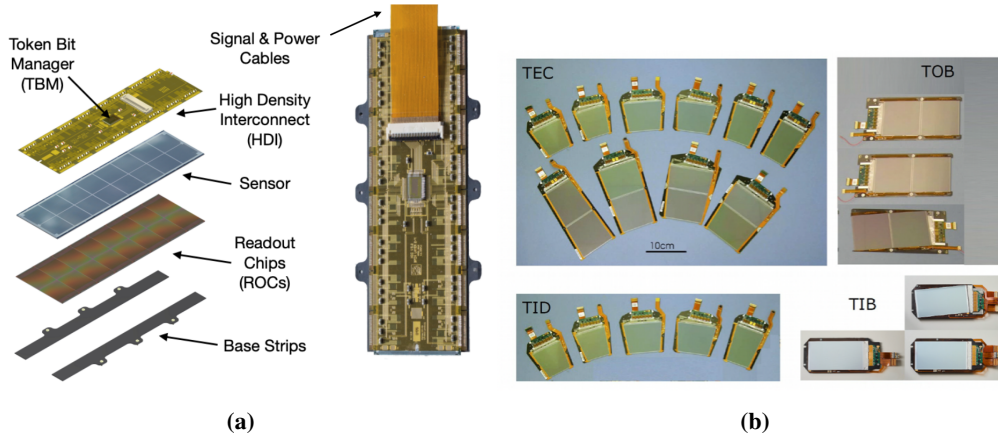 Token Bit
Manager
(TBM)
Signal & Power
Cables
High Density
Interconnect
(HDI)
Sensor
Readout
Chips
(ROCs)
Base Strips
(a)
TEC
10cm
TOB
TID
TIB
(b)